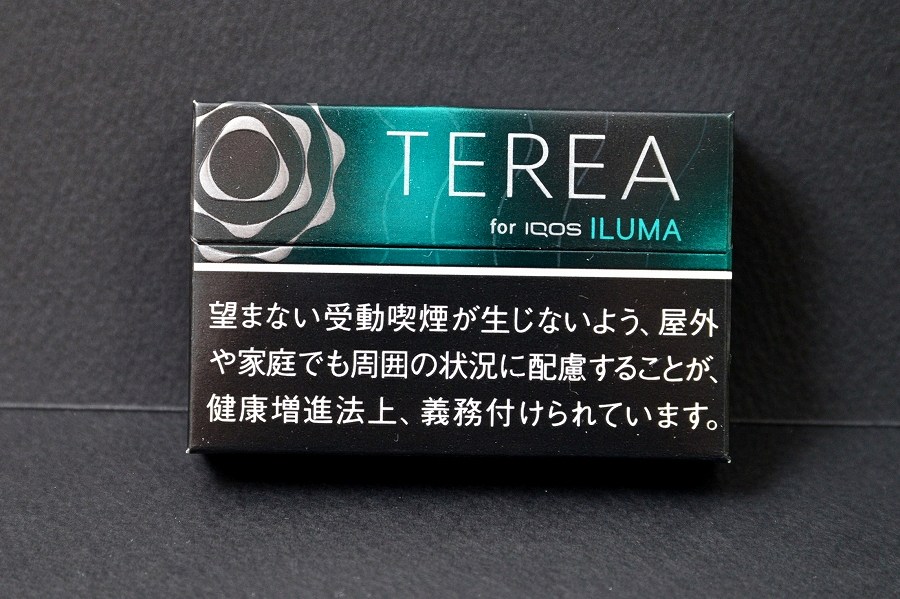 TEREA
for IQOS ILUMA
望まない受動喫煙が生じないよう、屋外
や家庭でも周囲の状況に配慮することが、
健康増進法上、義務付けられています。